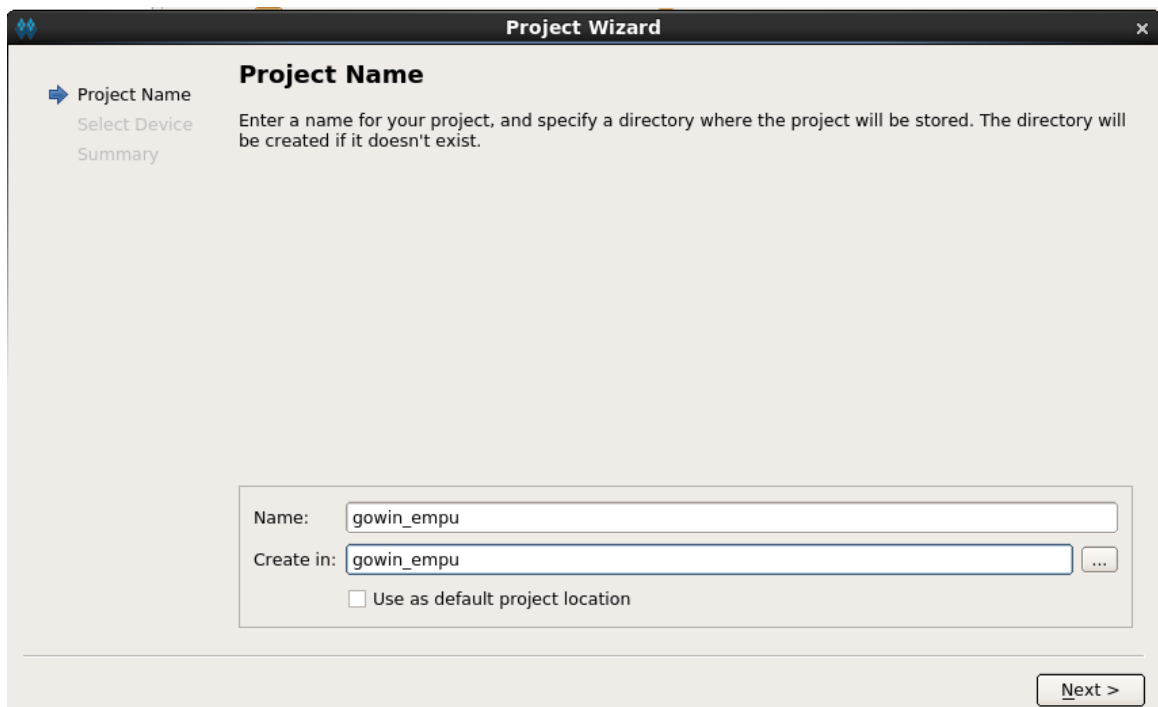 Project Wizard
Project Name
Select Device
Summary
Project Name
Enter a name for your project, and specify a directory where the project will be stored. The directory will
be created if it doesn't exist.
Name: gowin_empu
Create in: gowin_empu ...
Use as default project location
Next >